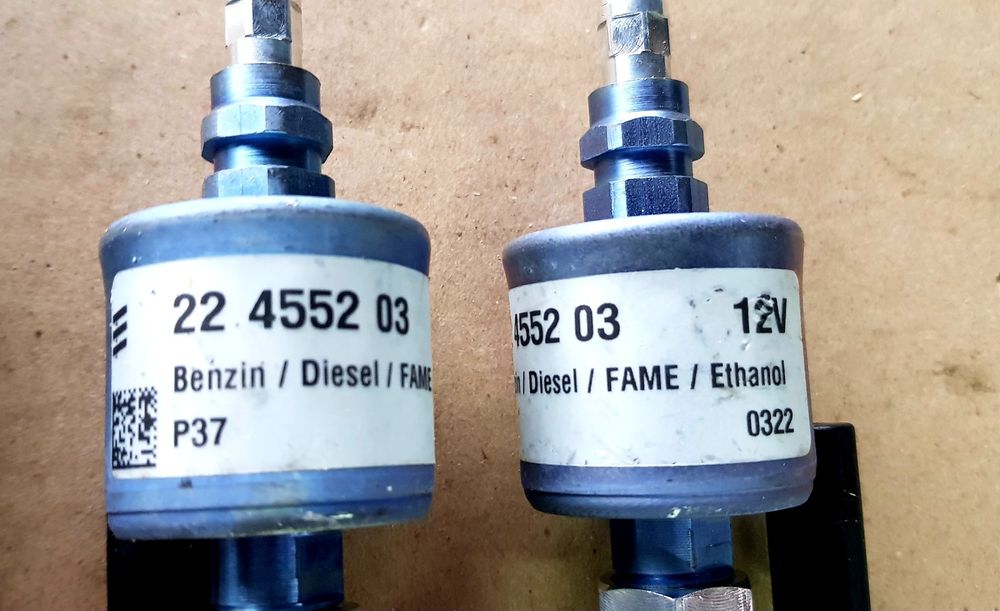 22 4552 03
Benzin / Diesel / FAME
P37
4552 03 12V
/ Diesel / FAME / Ethanol
0322